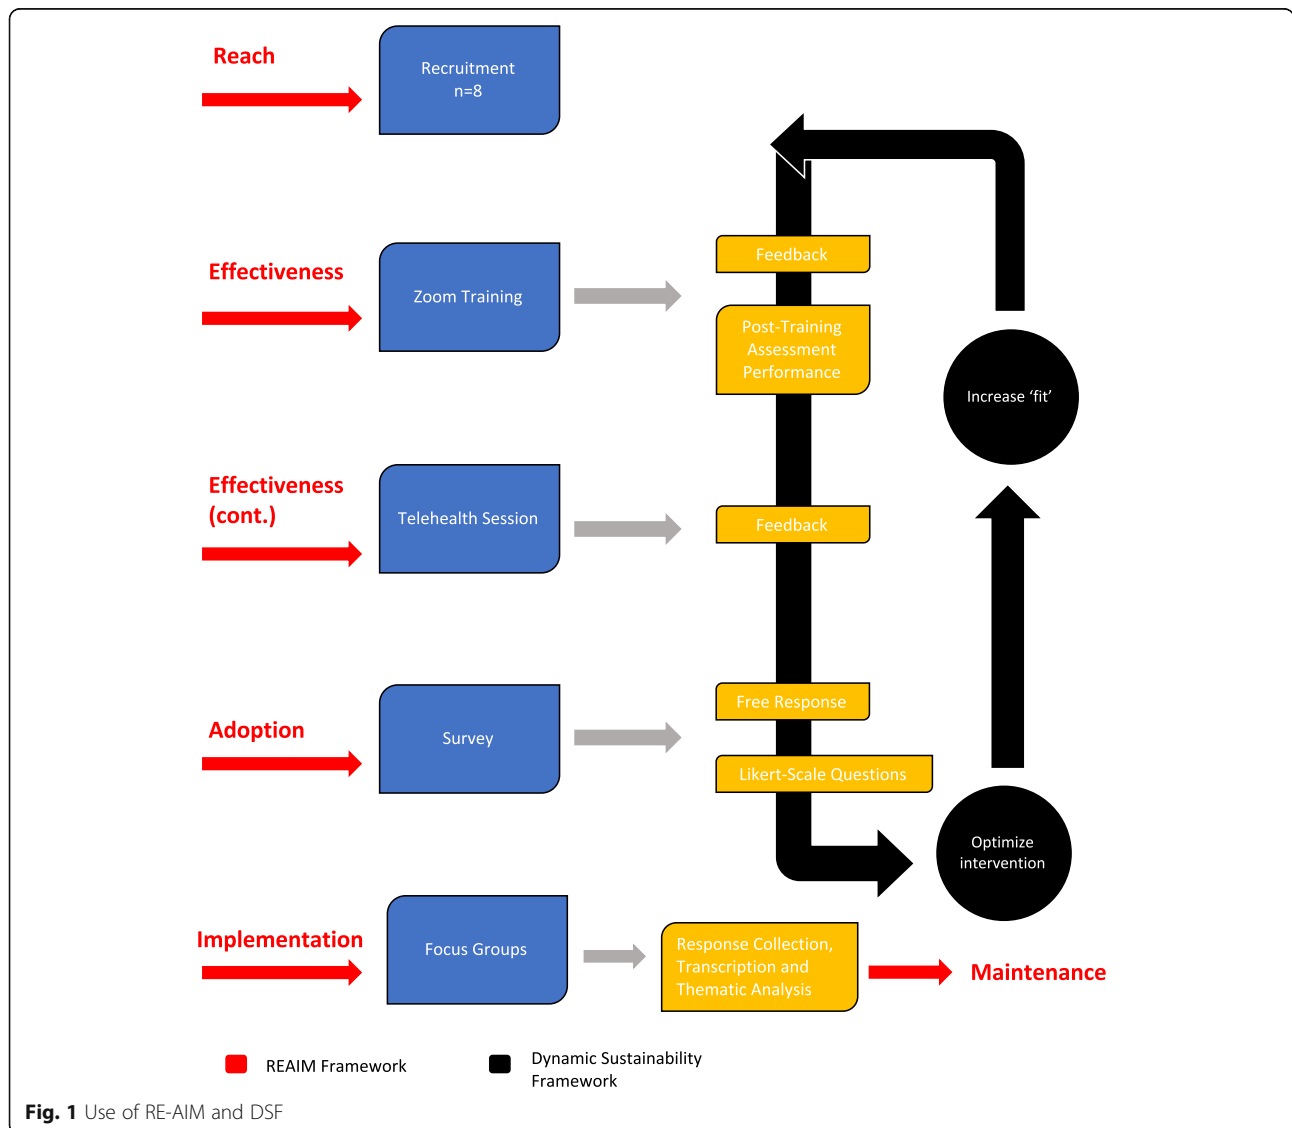 Reach
Recruitment
n=8
Effectiveness
Zoom Training
Feedback
Post-Training
Assessment
Performance
Increase ‘fit’
Effectiveness
(cont.)
Telehealth Session
Feedback
Adoption
Survey
Free Response
Likert-Scale Questions
Optimize
intervention
Implementation
Focus Groups
Response Collection,
Transcription and
Thematic Analysis
Maintenance
REAIM Framework
Dynamic Sustainability
Framework
Fig. 1 Use of RE-AIM and DSF